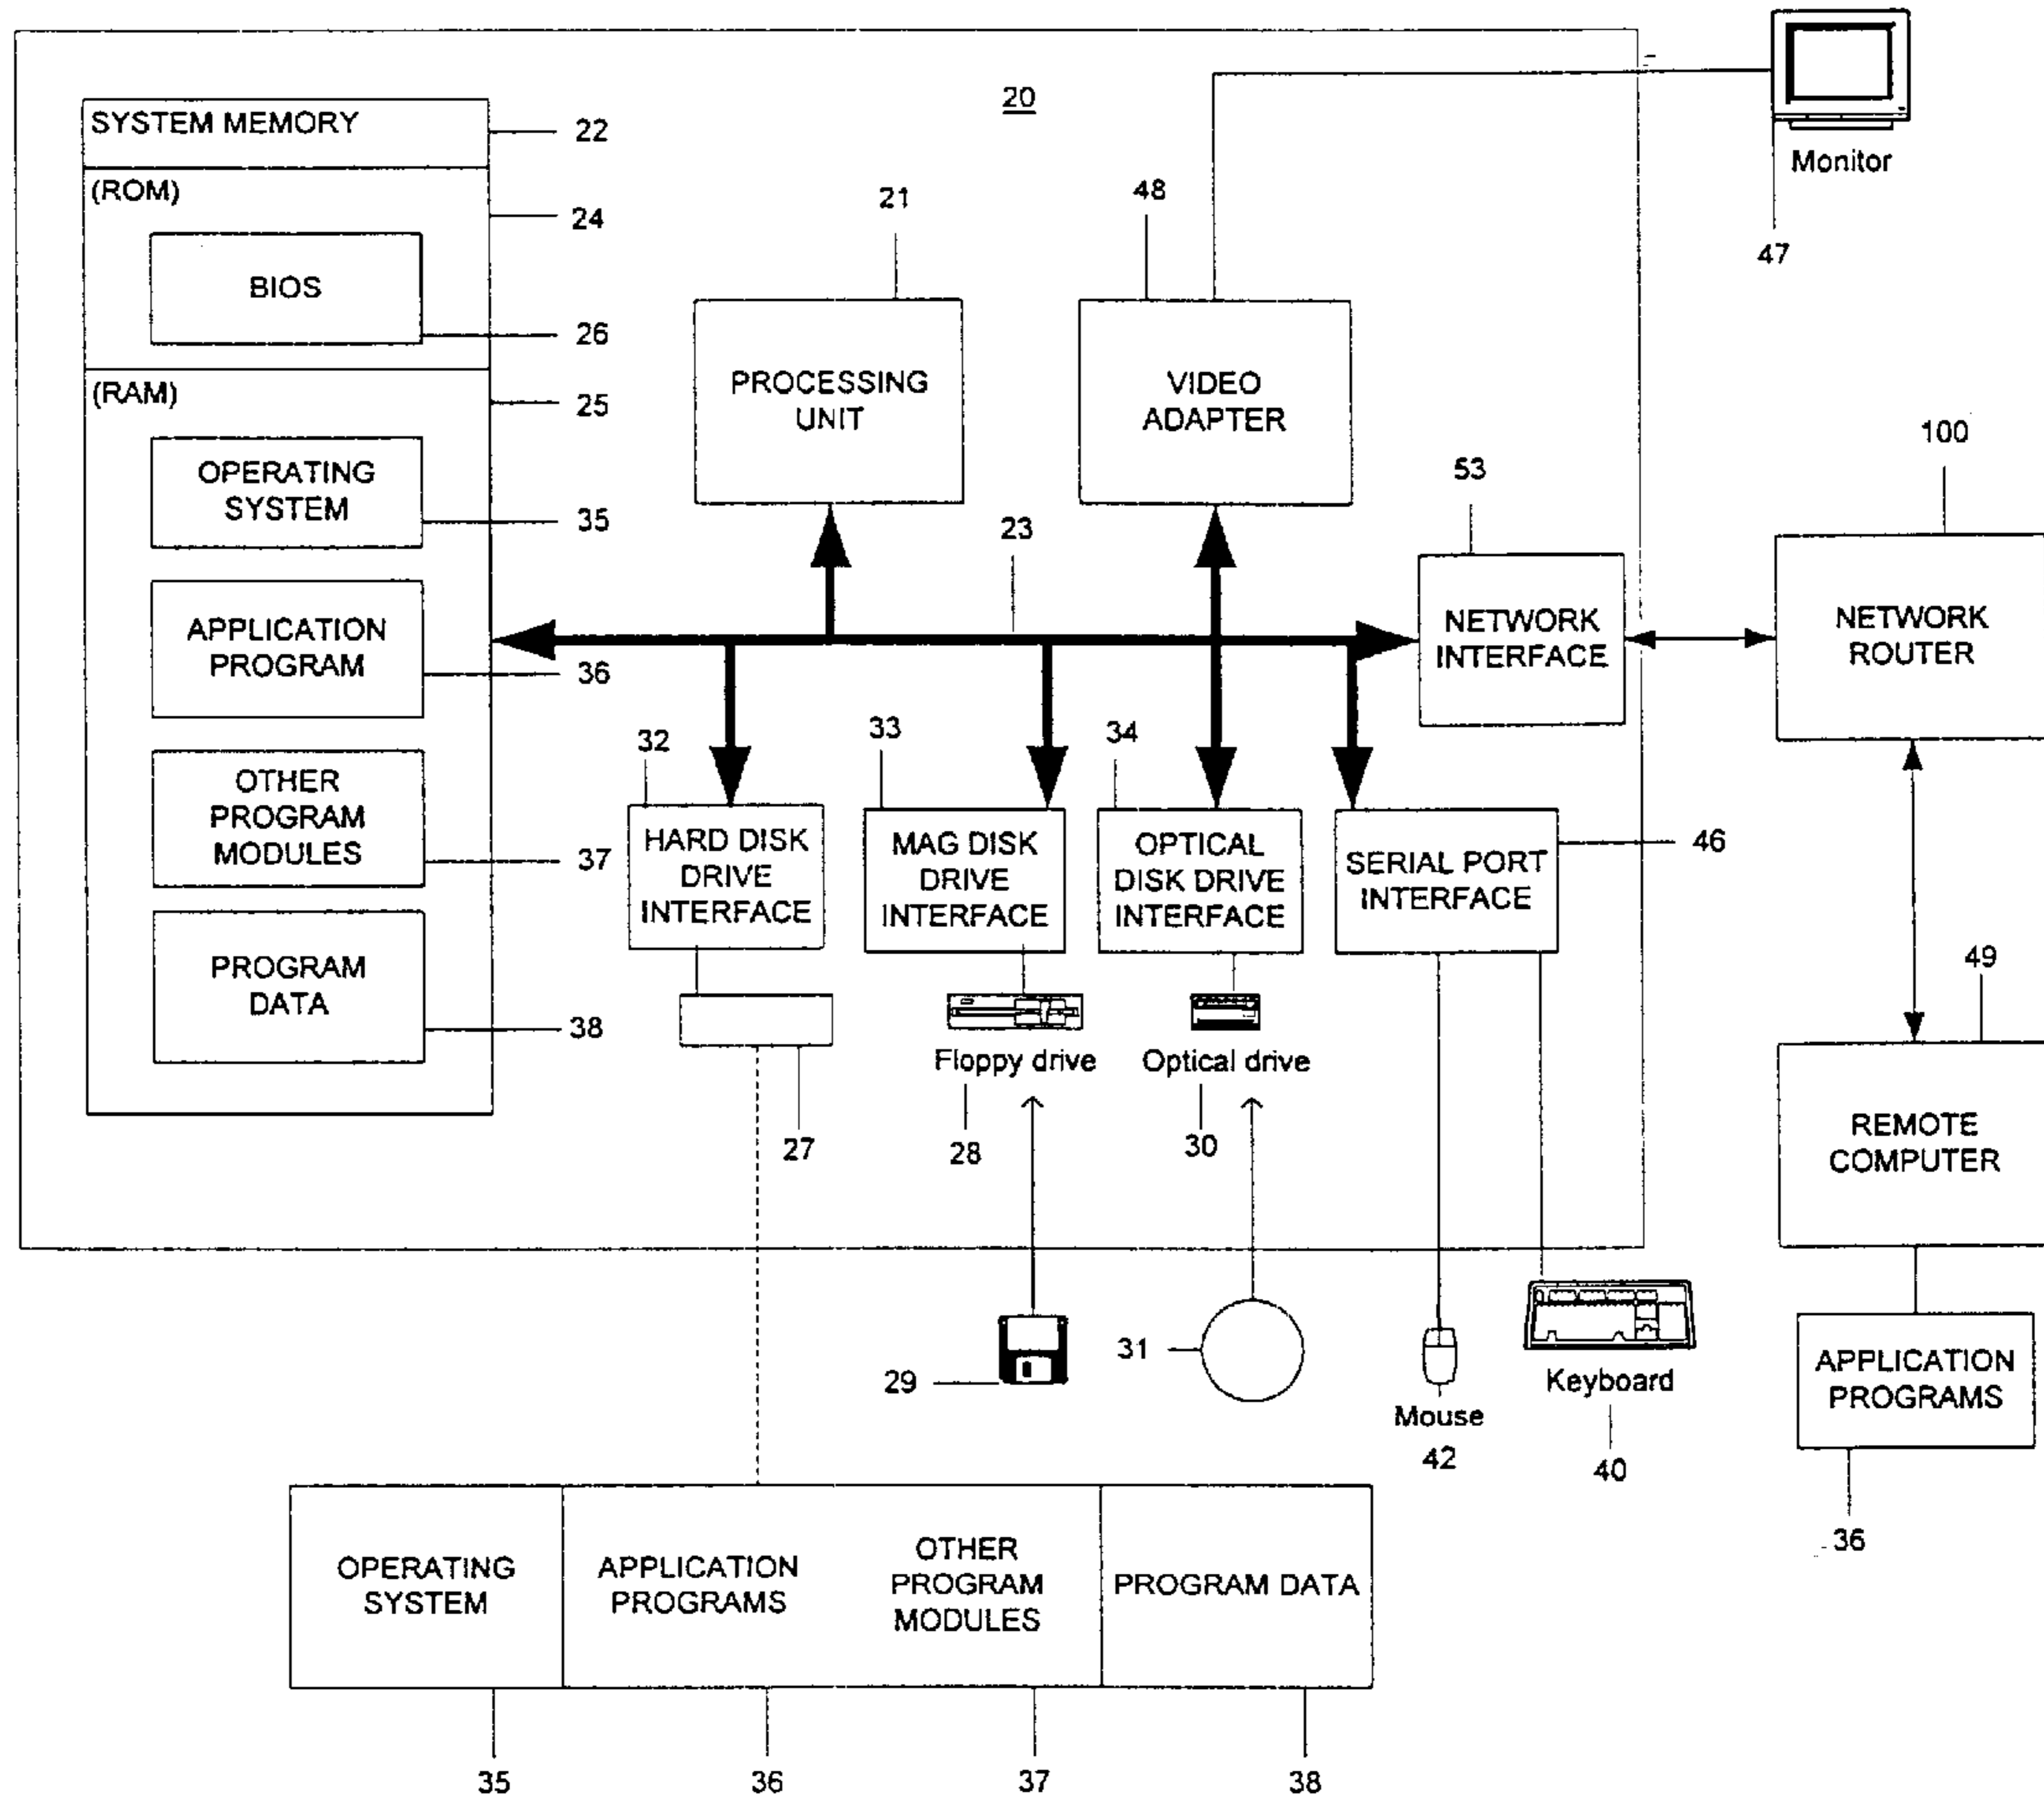 20
SYSTEM MEMORY
22
(ROM)
24
BIOS
26
(RAM)
25
OPERATING
SYSTEM
35
APPLICATION
PROGRAM
36
OTHER
PROGRAM
MODULES
37
PROGRAM
DATA
38
21
PROCESSING
UNIT
48
VIDEO
ADAPTER
Monitor
47
23
53
NETWORK
INTERFACE
100
NETWORK
ROUTER
32
HARD DISK
DRIVE
INTERFACE
33
MAG DISK
DRIVE
INTERFACE
34
OPTICAL
DISK DRIVE
INTERFACE
SERIAL PORT
INTERFACE
46
27
Floppy drive
28
Optical drive
30
49
REMOTE
COMPUTER
29
31
Mouse
42
Keyboard
40
APPLICATION
PROGRAMS
36
OPERATING
SYSTEM
APPLICATION
PROGRAMS
OTHER
PROGRAM
MODULES
PROGRAM DATA
35
36
37
38